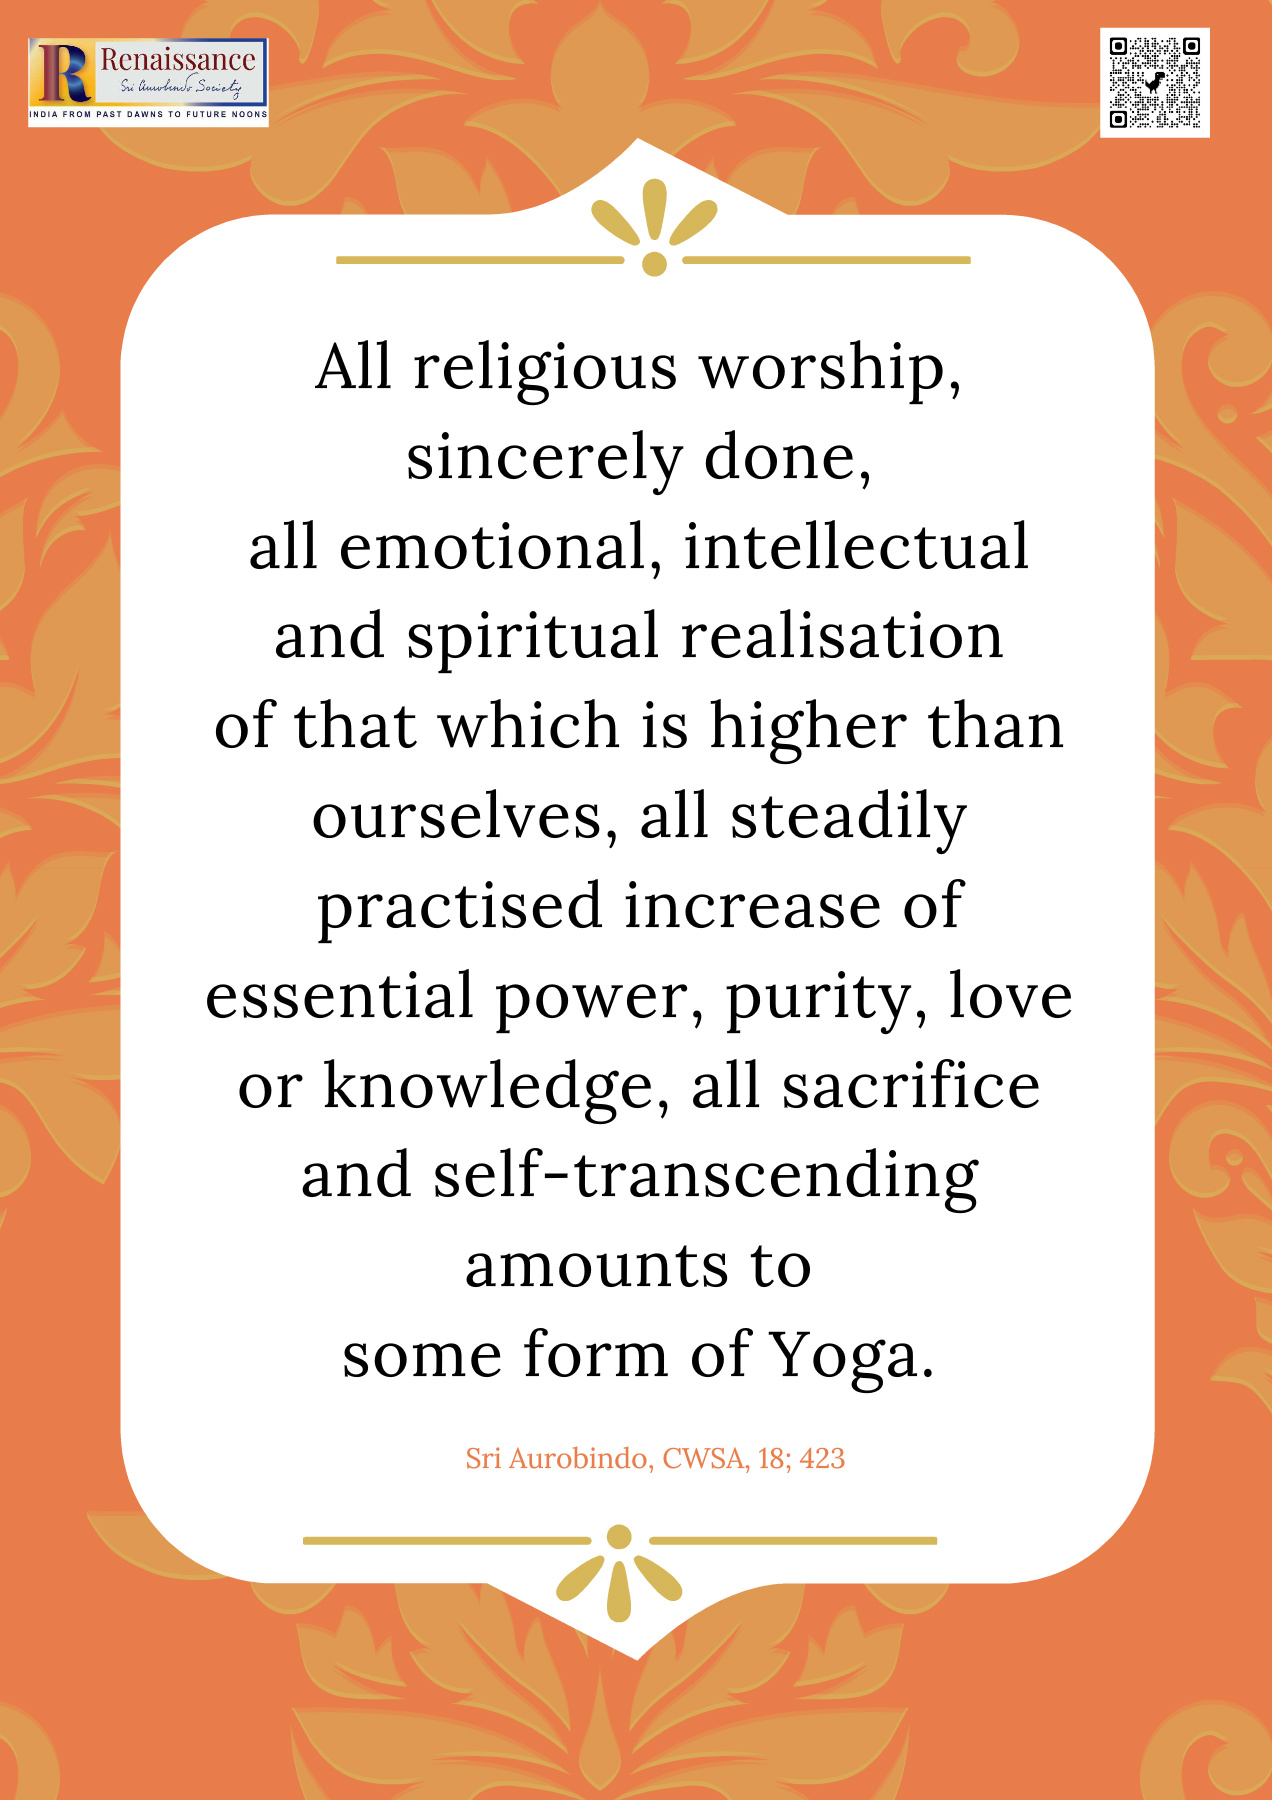 Renaissance
Sri Aurobindo Society
INDIA FROM PAST DAWNS TO FUTURE NOONS
All religious worship,
sincerely done,
all emotional, intellectual
and spiritual realisation
of that which is higher than
ourselves, all steadily
practised increase of
essential power, purity, love
or knowledge, all sacrifice
and self-transcending
amounts to
some form of Yoga.
Sri Aurobindo, CWSA, 18; 423